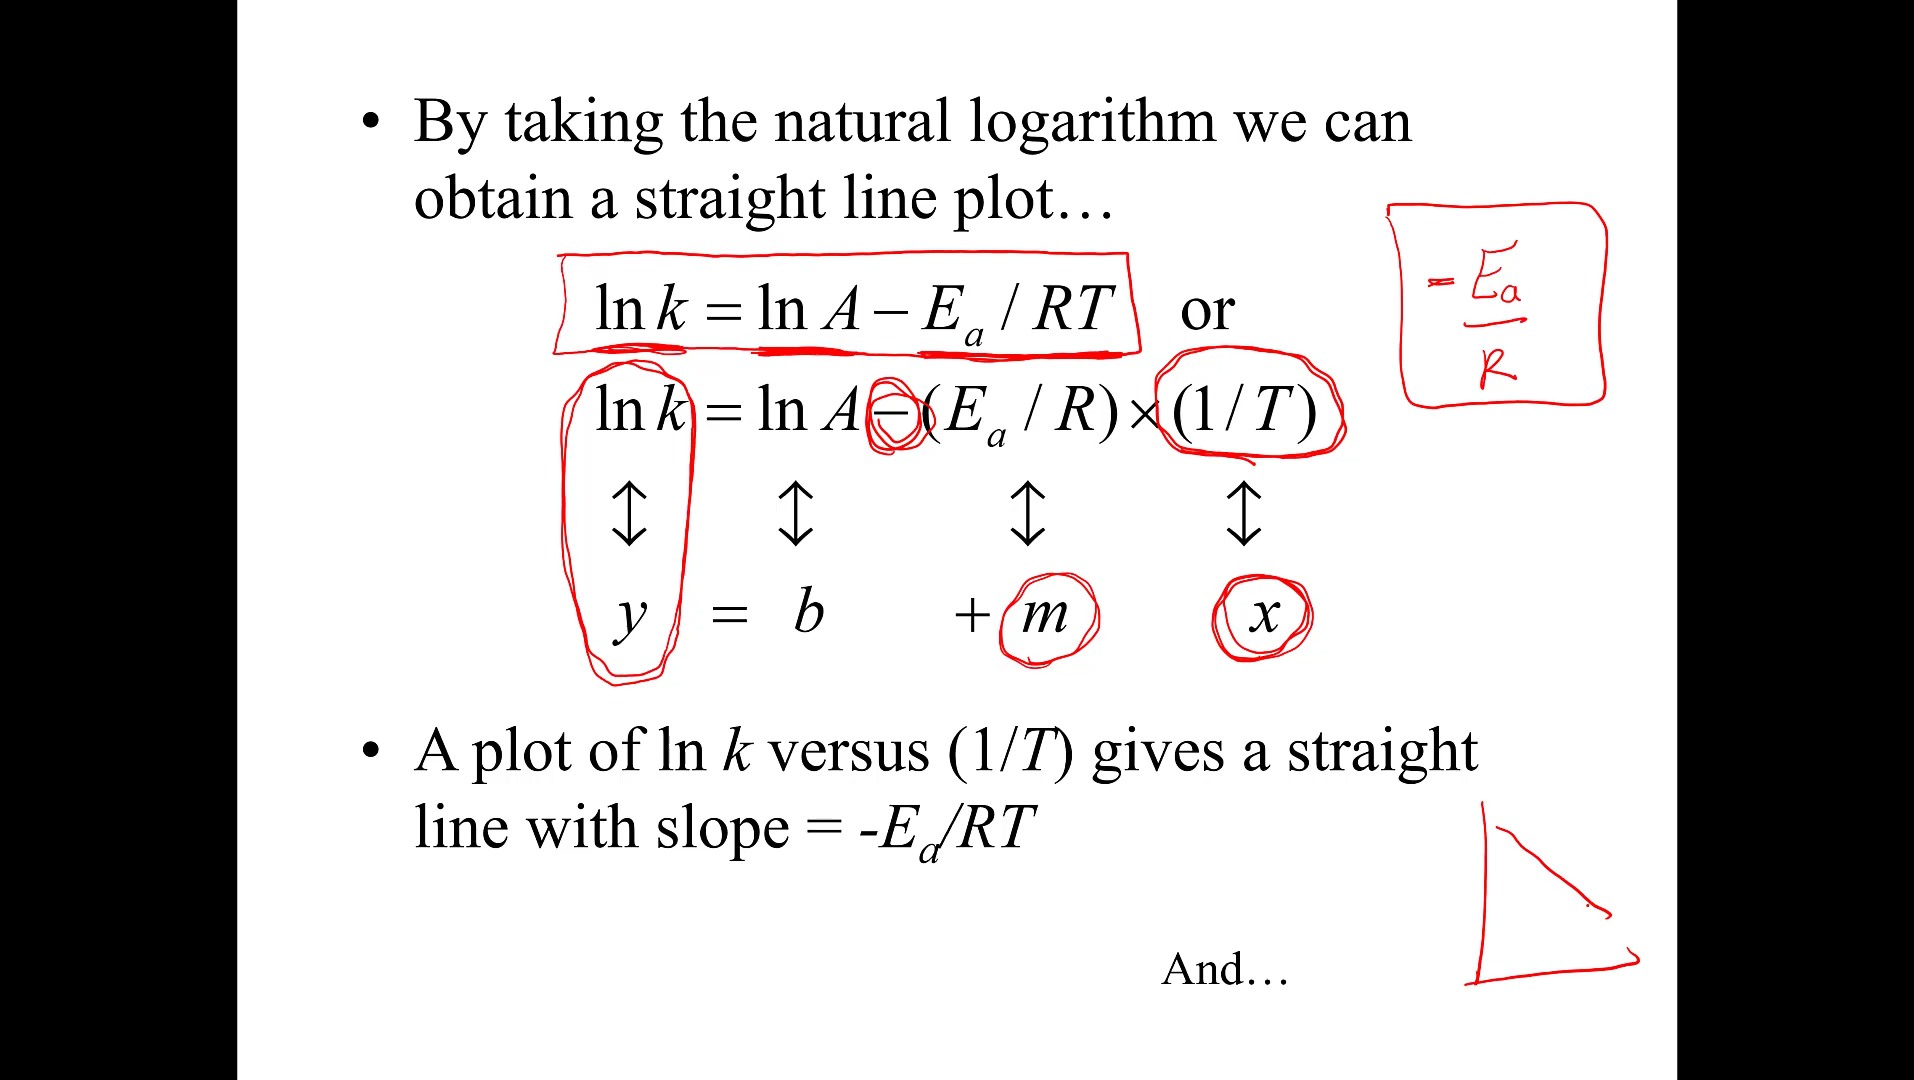 • By taking the natural logarithm we can
obtain a straight line plot…
ln k = ln A − Eₐ / RT or
− Eₐ
R
ln k = ln A − (Eₐ / R) × (1 / T)
↕ ↕ ↕ ↕
y = b + m x
• A plot of ln k versus (1/T) gives a straight
line with slope = -Eₐ/RT
And…